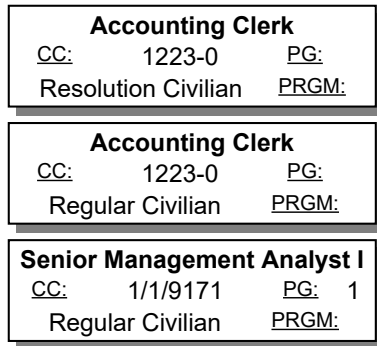 Accounting Clerk
CC: 1223-0 PG:
Resolution Civilian PRGM:
Accounting Clerk
CC: 1223-0 PG:
Regular Civilian PRGM:
Senior Management Analyst I
CC: 1/1/9171 PG: 1
Regular Civilian PRGM: